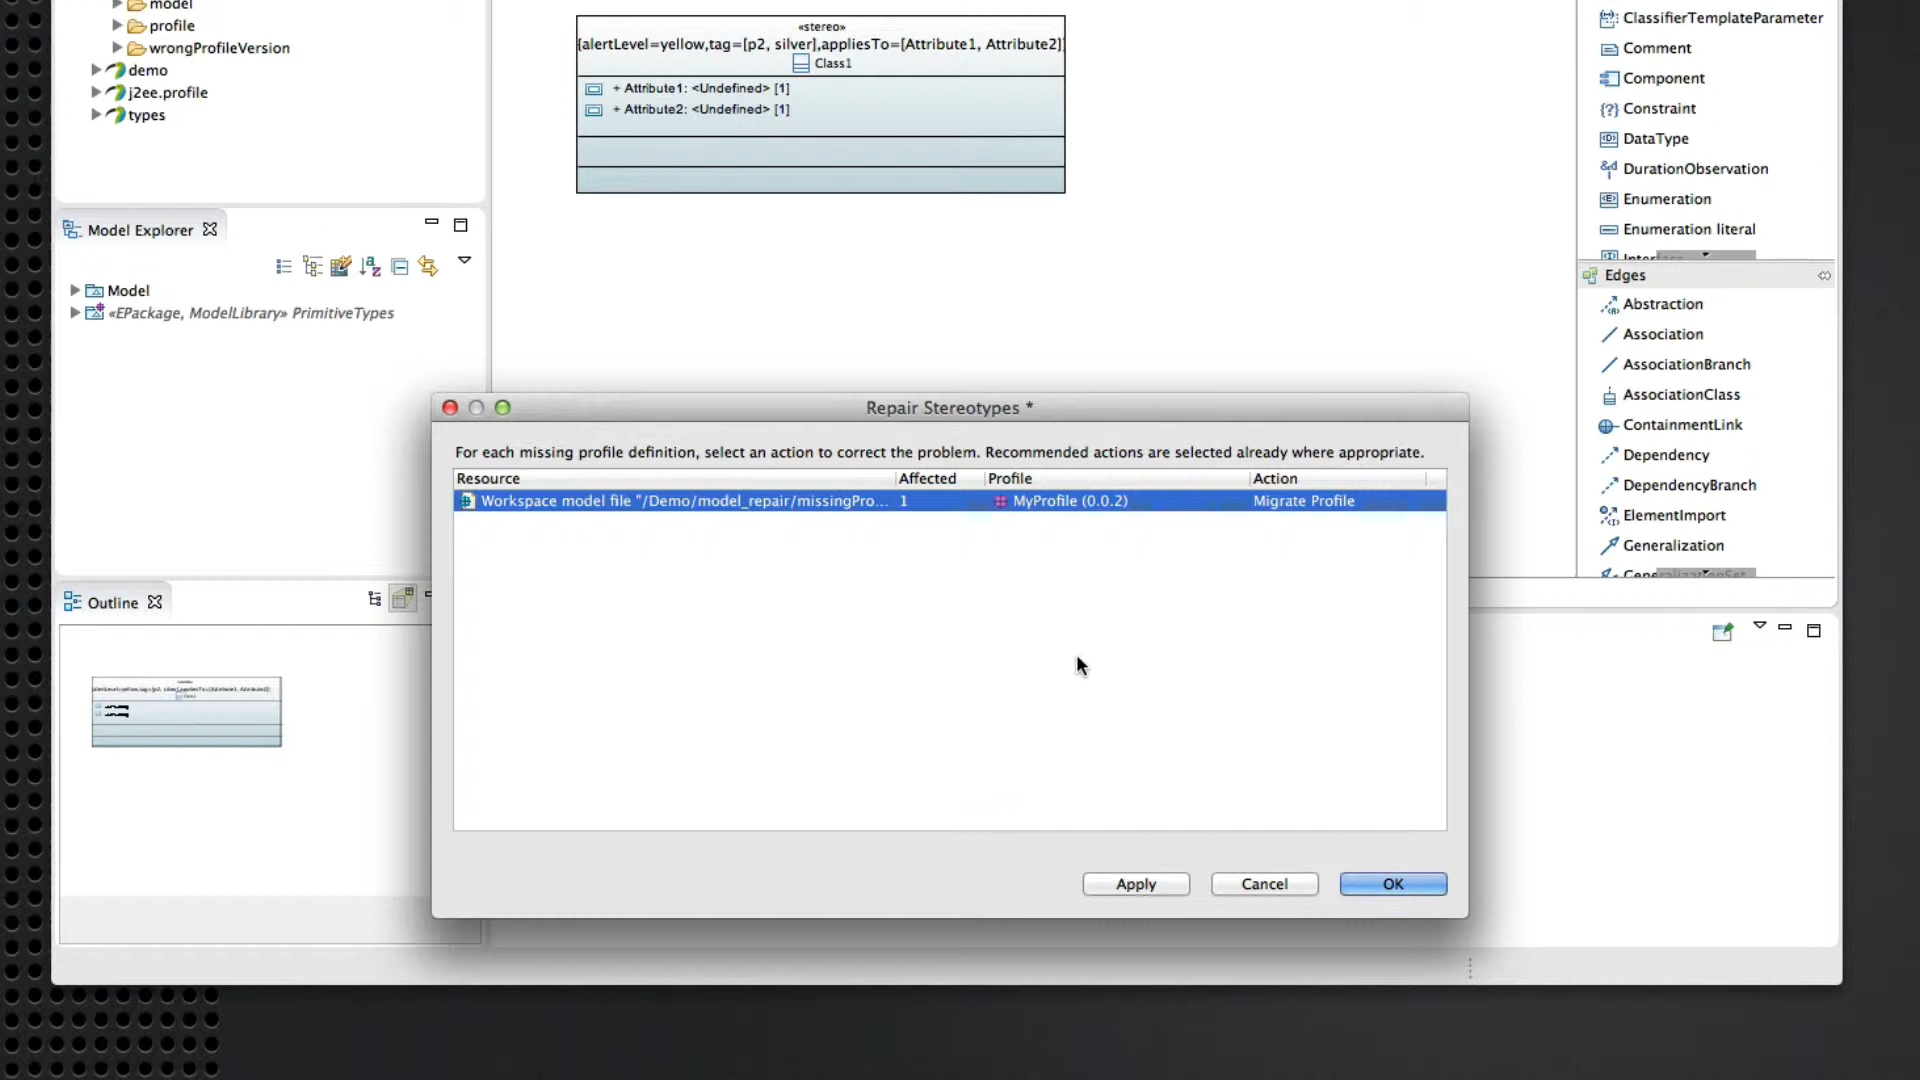 model
profile
wrongProfileVersion
demo
j2ee.profile
types
Model Explorer
Model
«EPackage, ModelLibrary» PrimitiveTypes
Outline
«stereo»
{alertLevel=yellow,tag=[p2, silver],appliesTo=[Attribute1, Attribute2]}
Class1
+ Attribute1: <Undefined> [1]
+ Attribute2: <Undefined> [1]
ClassifierTemplateParameter
Comment
Component
Constraint
DataType
DurationObservation
Enumeration
Enumeration literal
Edges
Abstraction
Association
AssociationBranch
AssociationClass
ContainmentLink
Dependency
DependencyBranch
ElementImport
Generalization
Repair Stereotypes *
For each missing profile definition, select an action to correct the problem. Recommended actions are selected already where appropriate.
Resource Affected Profile Action
Workspace model file "/Demo/model_repair/missingPro... 1 MyProfile (0.0.2) Migrate Profile
Apply Cancel OK